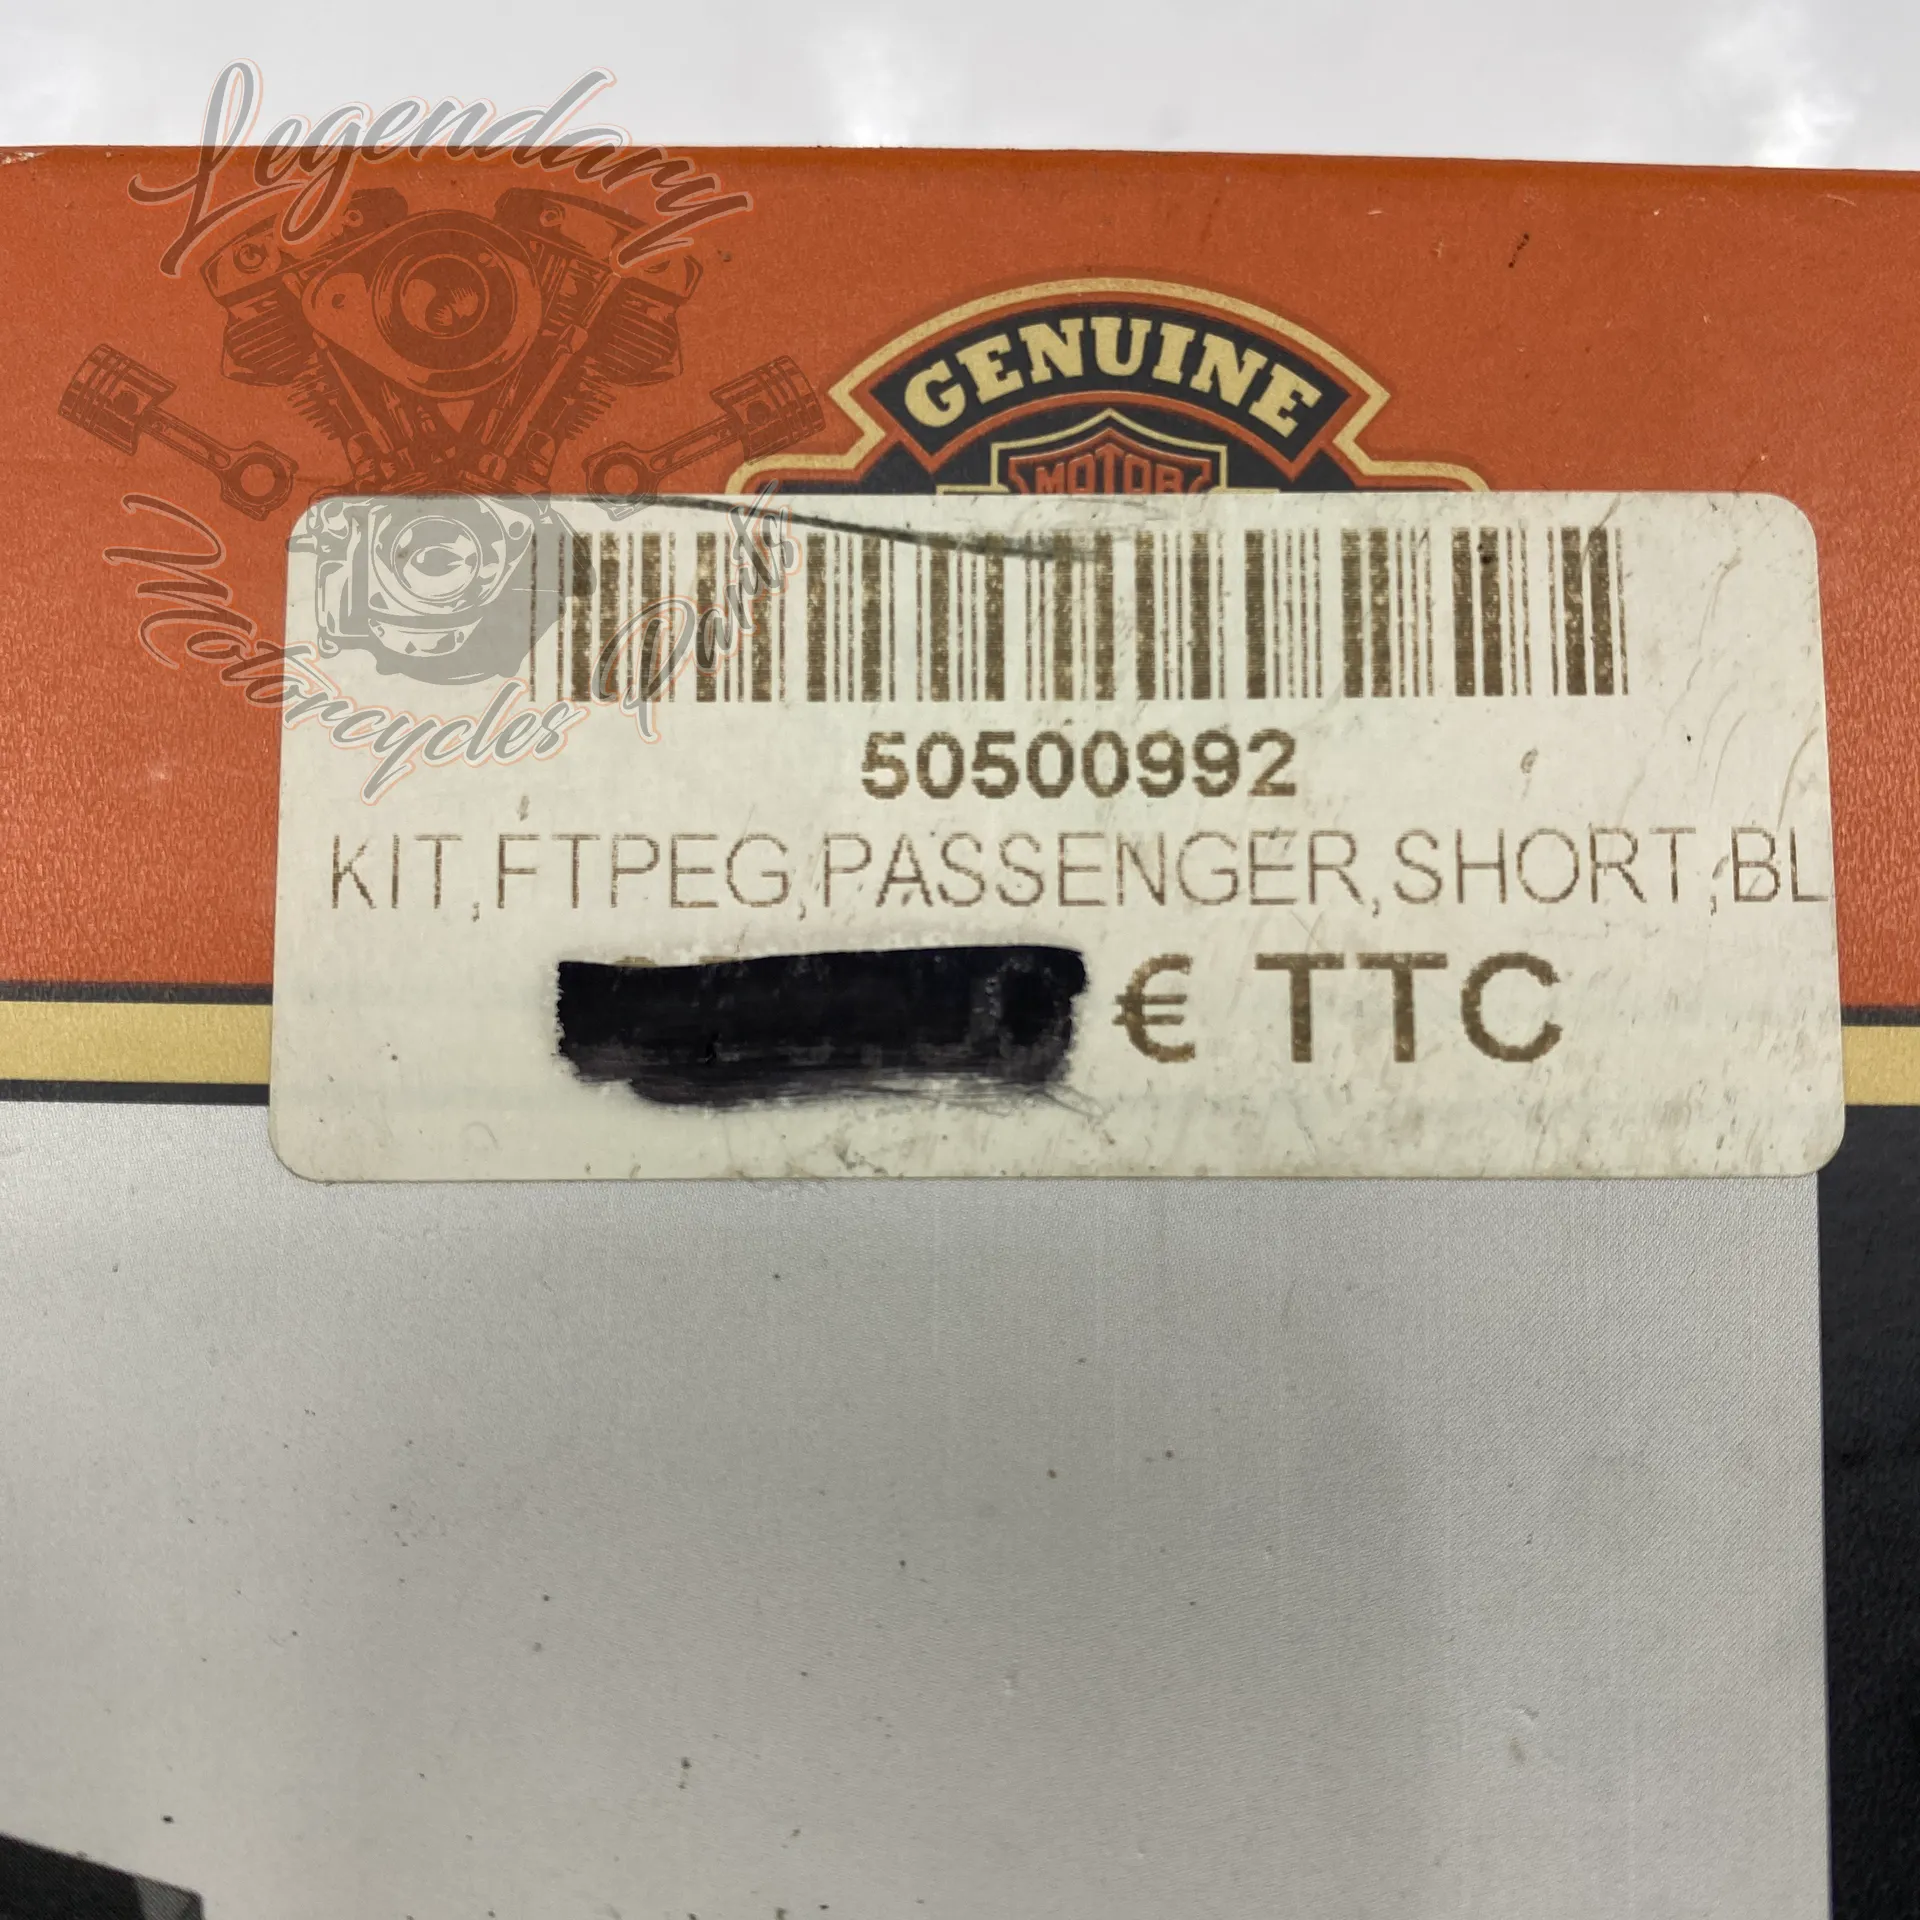 Legendary
Motorcycles Parts
GENUINE
MOTOR
50500992
KIT,FTPEG,PASSENGER,SHORT,BL
€ TTC